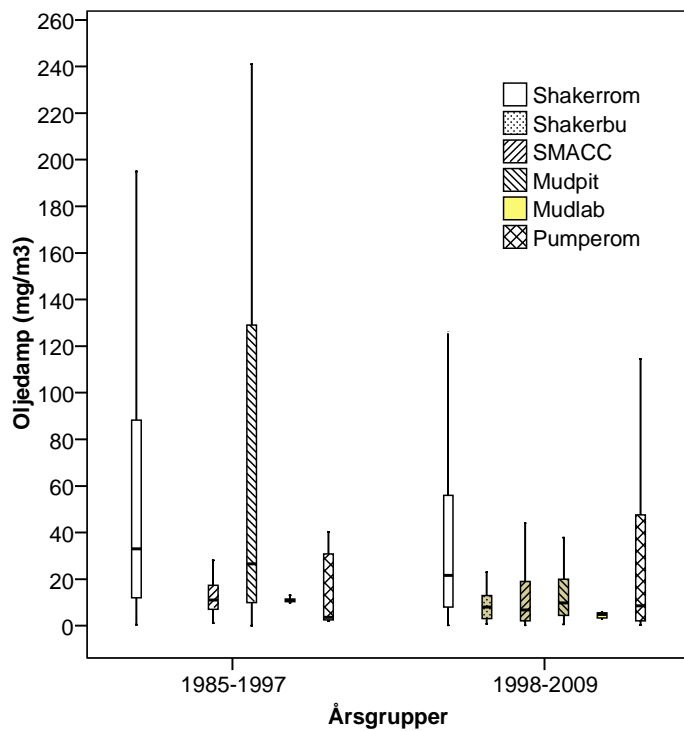 260
240
220
200
180
160
140
120
100
80
60
40
20
0
Oljedamp (mg/m3)
Shakerrom
Shakerbu
SMACC
Mudpit
Mudlab
Pumperom
1985-1997
1998-2009
Årsgrupper